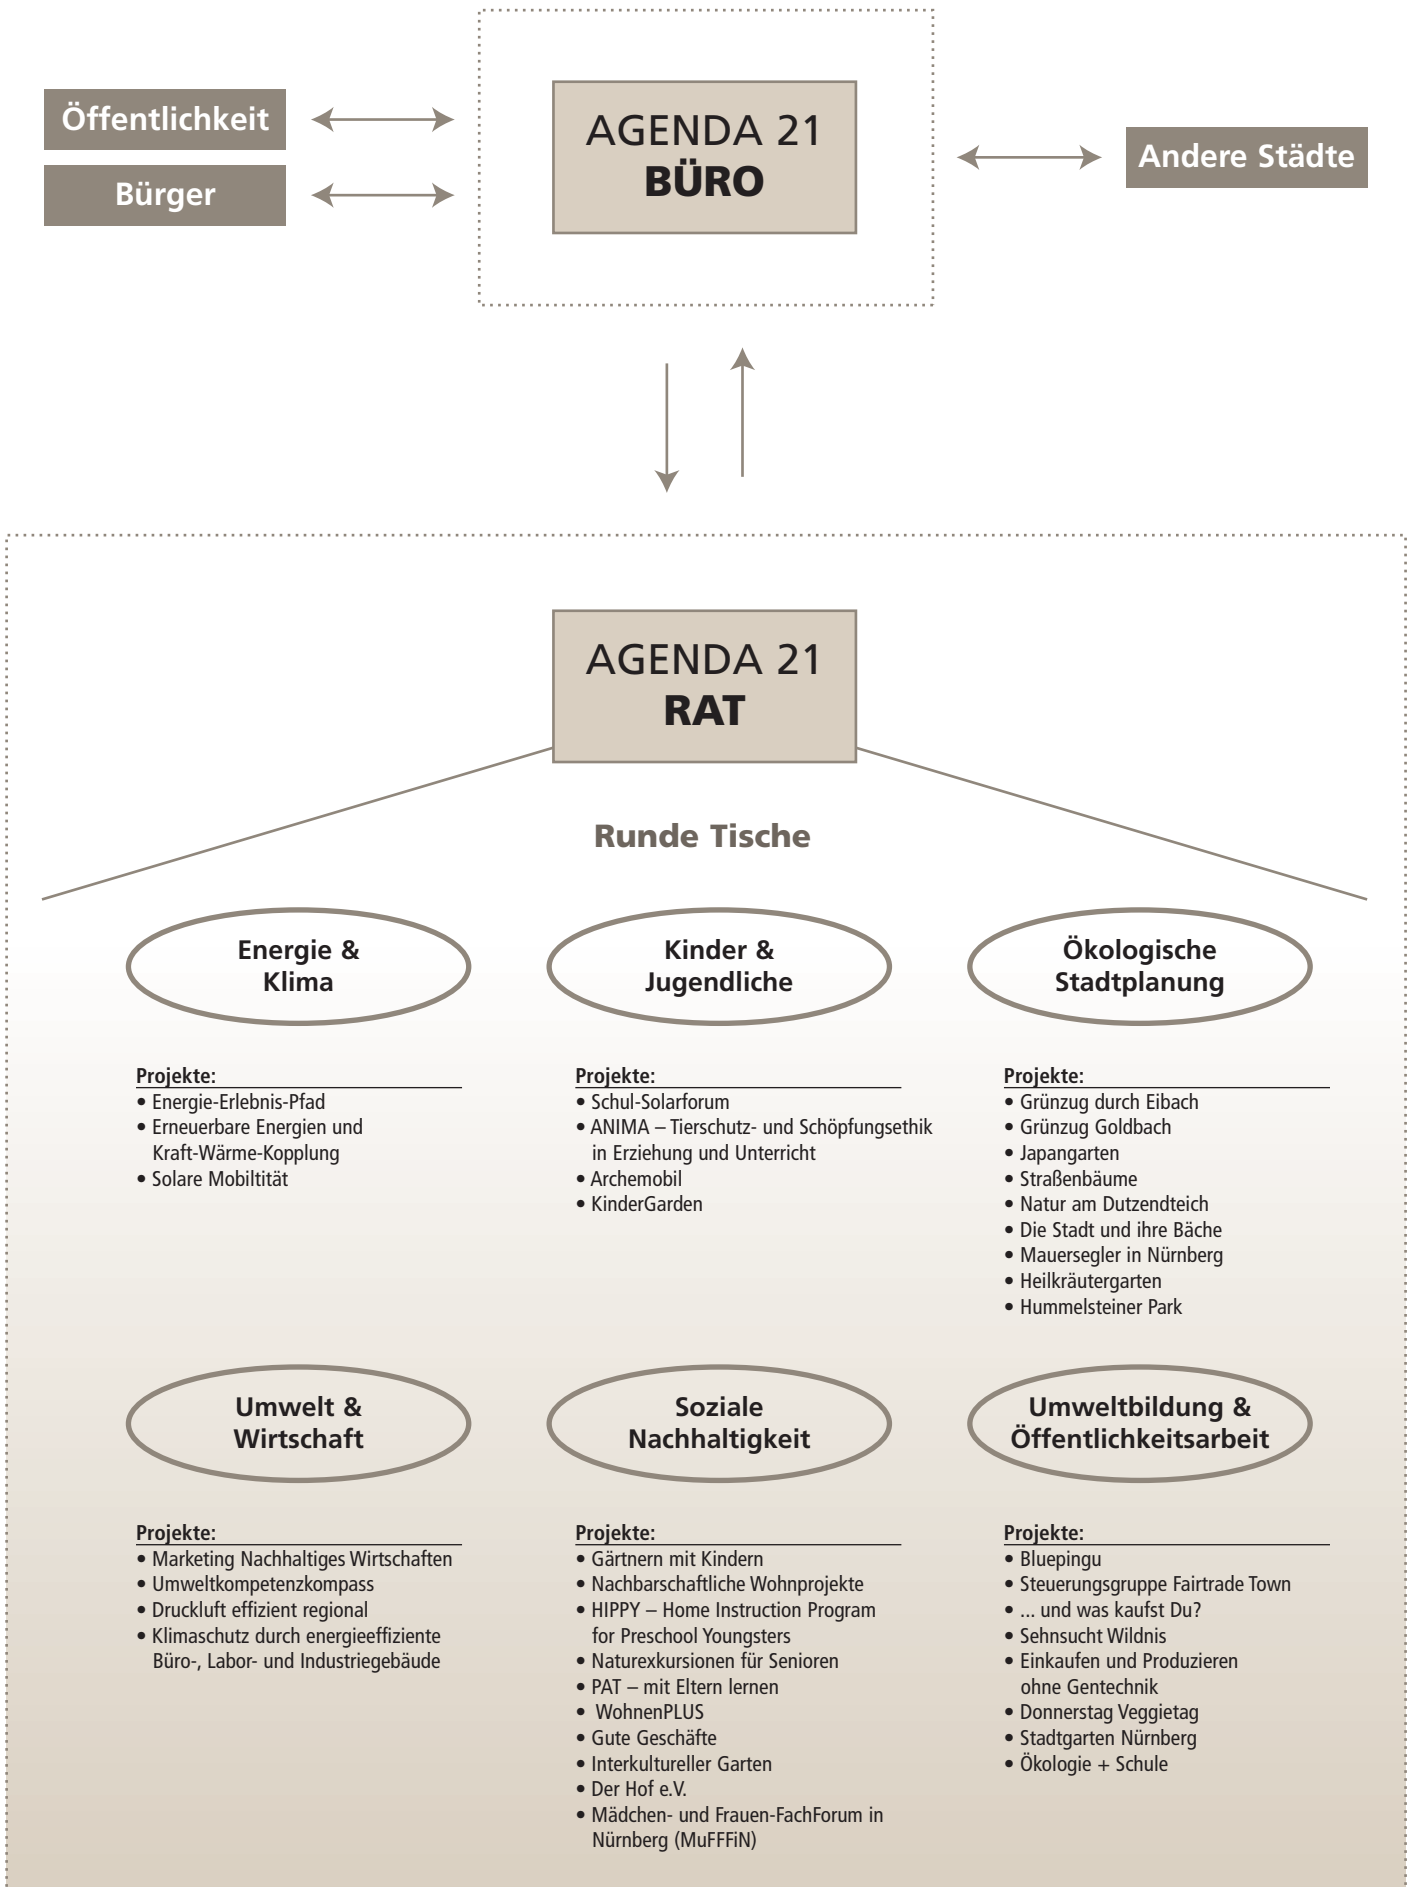 Öffentlichkeit
Bürger
AGENDA 21
BÜRO
Andere Städte
AGENDA 21
RAT
Runde Tische
Energie &
Klima
Projekte:
• Energie-Erlebnis-Pfad
• Erneuerbare Energien und
Kraft-Wärme-Kopplung
• Solare Mobiltität
Kinder &
Jugendliche
Projekte:
• Schul-Solarforum
• ANIMA – Tierschutz- und Schöpfungsethik
in Erziehung und Unterricht
• Archemobil
• KinderGarden
Ökologische
Stadtplanung
Projekte:
• Grünzug durch Eibach
• Grünzug Goldbach
• Japangarten
• Straßenbäume
• Natur am Dutzendteich
• Die Stadt und ihre Bäche
• Mauersegler in Nürnberg
• Heilkräutergarten
• Hummelsteiner Park
Umwelt &
Wirtschaft
Projekte:
• Marketing Nachhaltiges Wirtschaften
• Umweltkompetenzkompass
• Druckluft effizient regional
• Klimaschutz durch energieeffiziente
Büro-, Labor- und Industriegebäude
Soziale
Nachhaltigkeit
Projekte:
• Gärtnern mit Kindern
• Nachbarschaftliche Wohnprojekte
• HIPPY – Home Instruction Program
for Preschool Youngsters
• Naturexkursionen für Senioren
• PAT – mit Eltern lernen
• WohnenPLUS
• Gute Geschäfte
• Interkultureller Garten
• Der Hof e.V.
• Mädchen- und Frauen-FachForum in
Nürnberg (MuFFFiN)
Umweltbildung &
Öffentlichkeitsarbeit
Projekte:
• Bluepingu
• Steuerungsgruppe Fairtrade Town
• ... und was kaufst Du?
• Sehnsucht Wildnis
• Einkaufen und Produzieren
ohne Gentechnik
• Donnerstag Veggietag
• Stadtgarten Nürnberg
• Ökologie + Schule